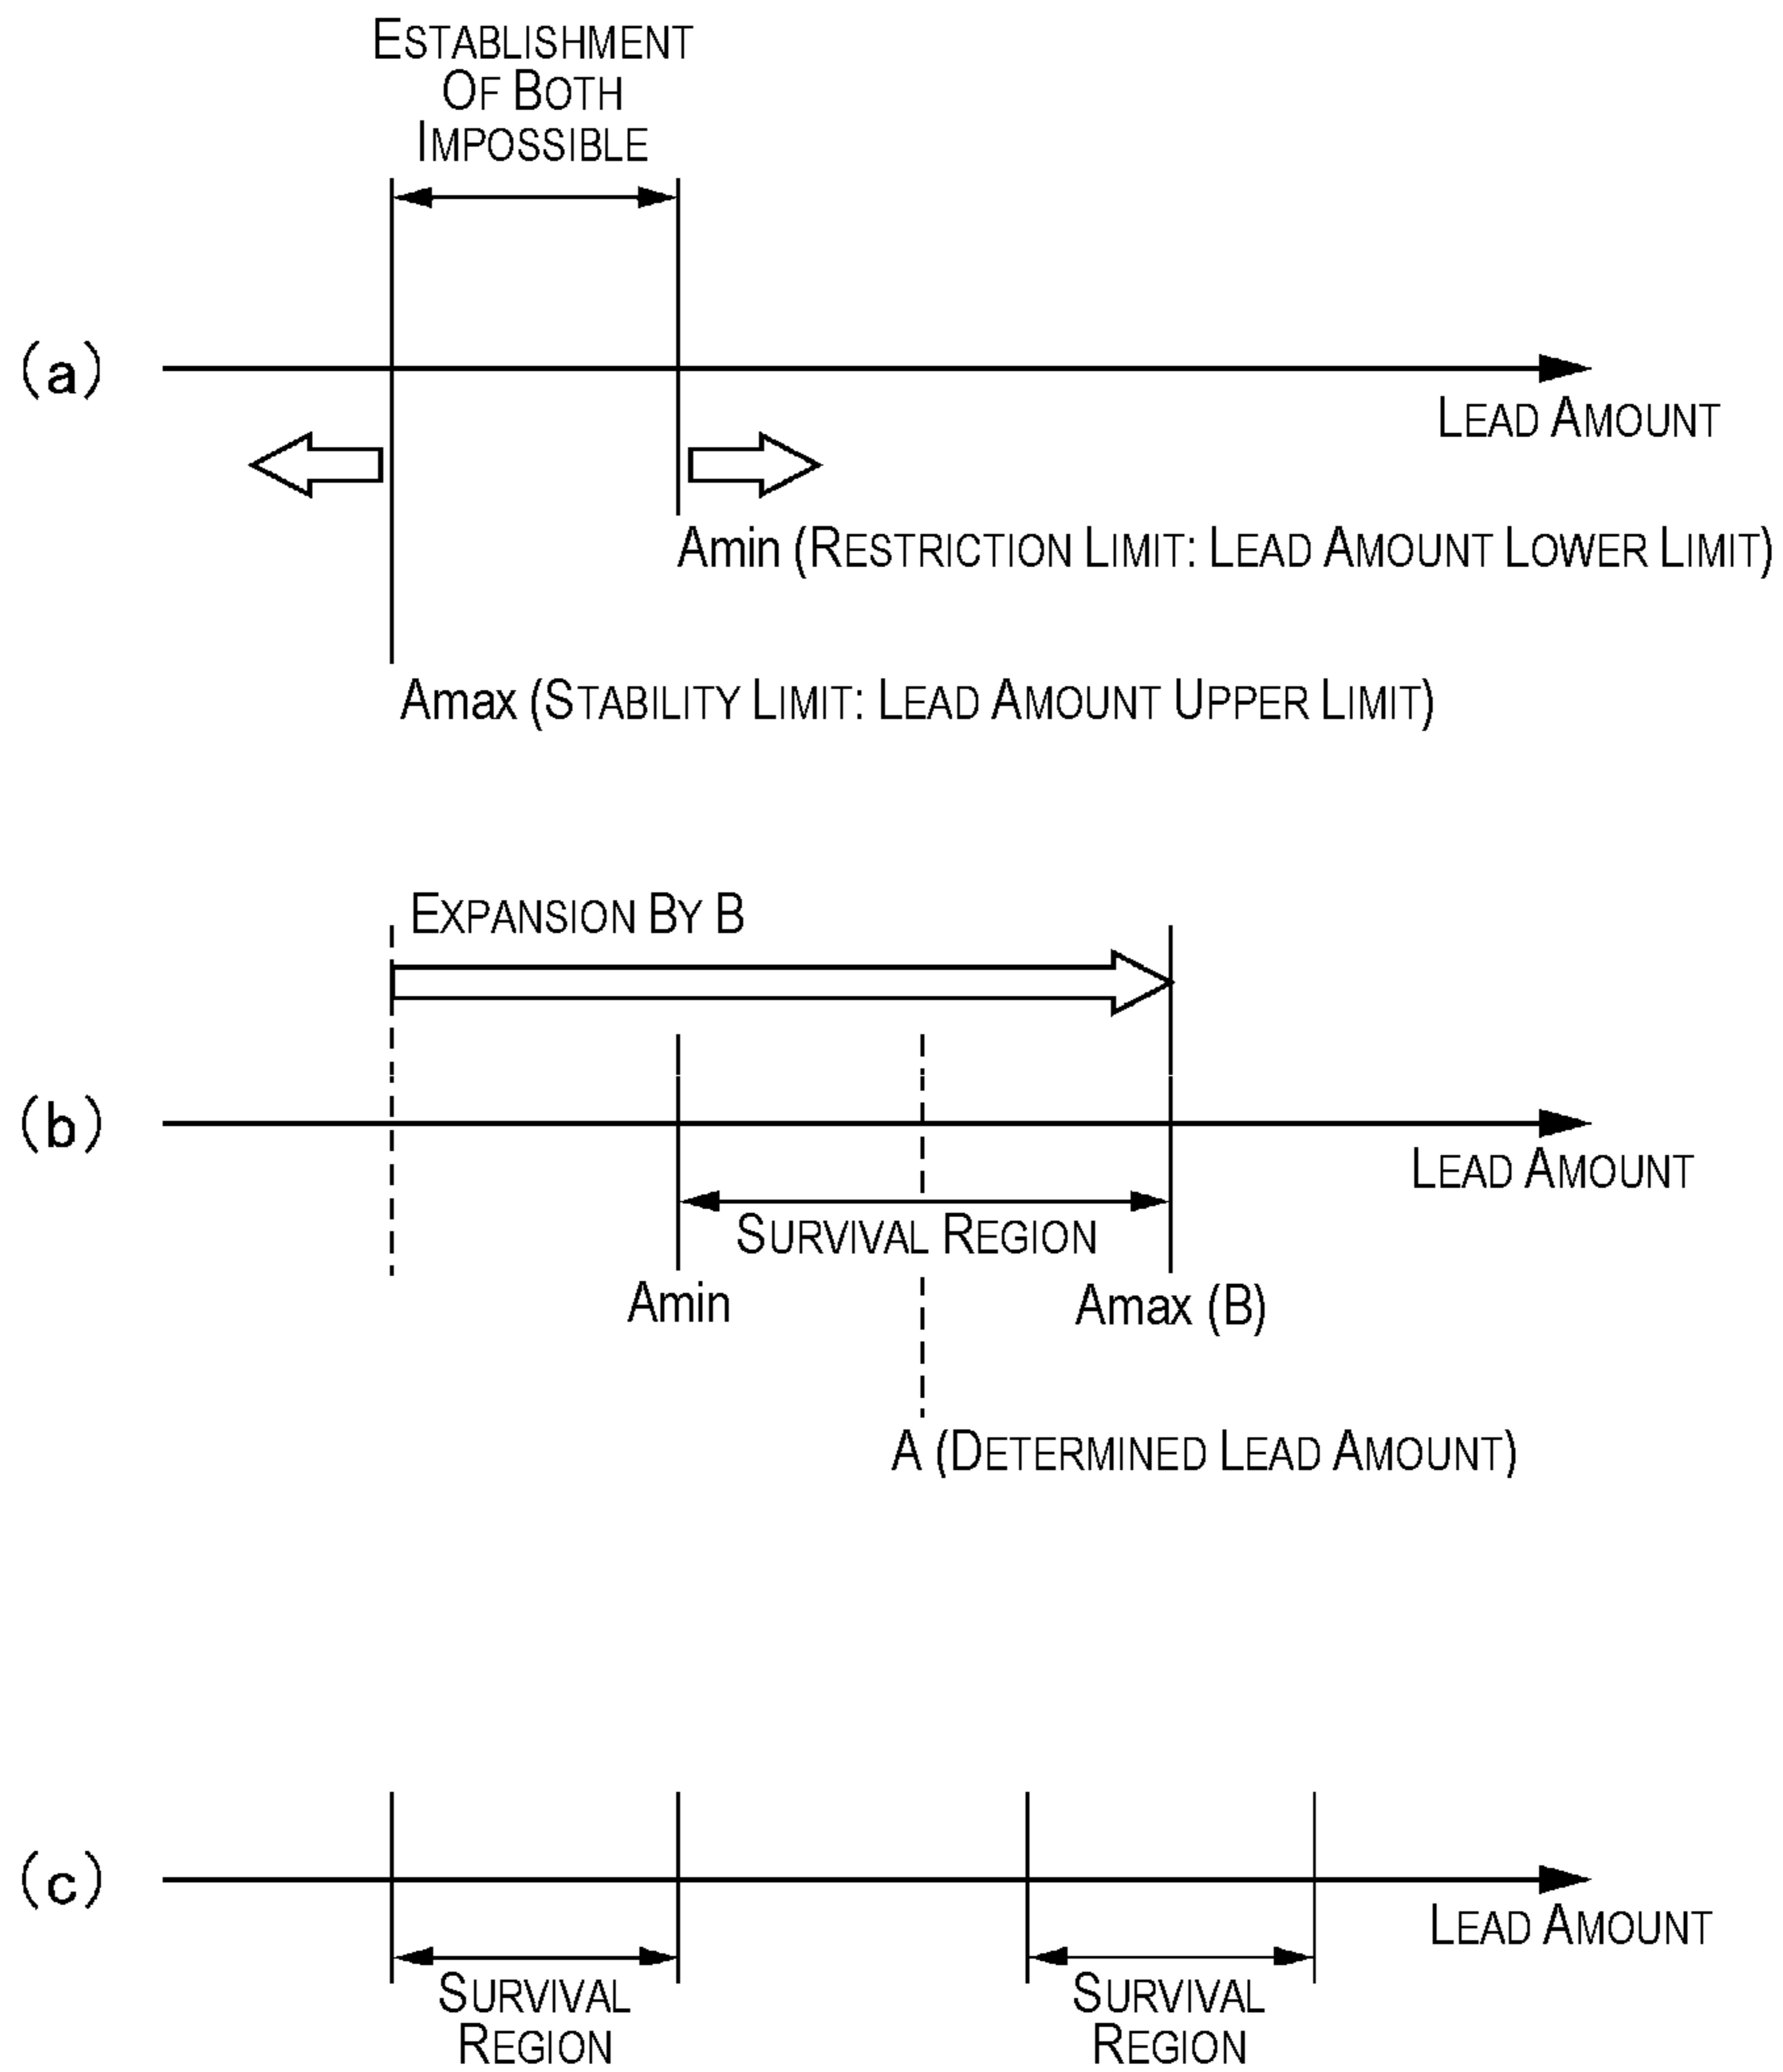 ESTABLISHMENT
OF BOTH
IMPOSSIBLE
(a)
LEAD AMOUNT
Amin (RESTRICTION LIMIT: LEAD AMOUNT LOWER LIMIT)
Amax (STABILITY LIMIT: LEAD AMOUNT UPPER LIMIT)
EXPANSION BY B
(b)
LEAD AMOUNT
SURVIVAL REGION
Amin
Amax (B)
A (DETERMINED LEAD AMOUNT)
(c)
LEAD AMOUNT
SURVIVAL
REGION
SURVIVAL
REGION